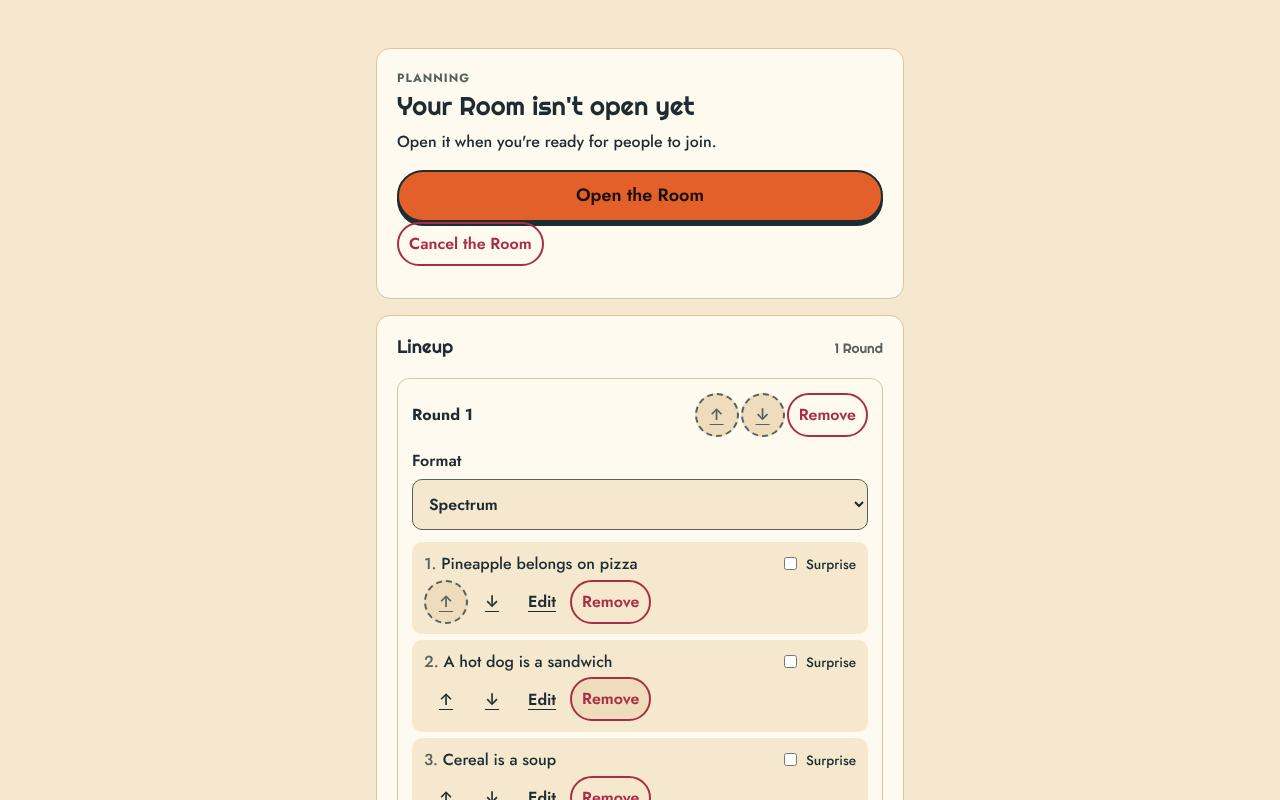 PLANNING
Your Room isn't open yet
Open it when you're ready for people to join.
Open the Room
Cancel the Room
Lineup
1 Round
Round 1
↑ ↓ Remove
Format
Spectrum
1. Pineapple belongs on pizza
Surprise
↑ ↓ Edit Remove
2. A hot dog is a sandwich
Surprise
↑ ↓ Edit Remove
3. Cereal is a soup
Surprise
↑ ↓ Edit Remove